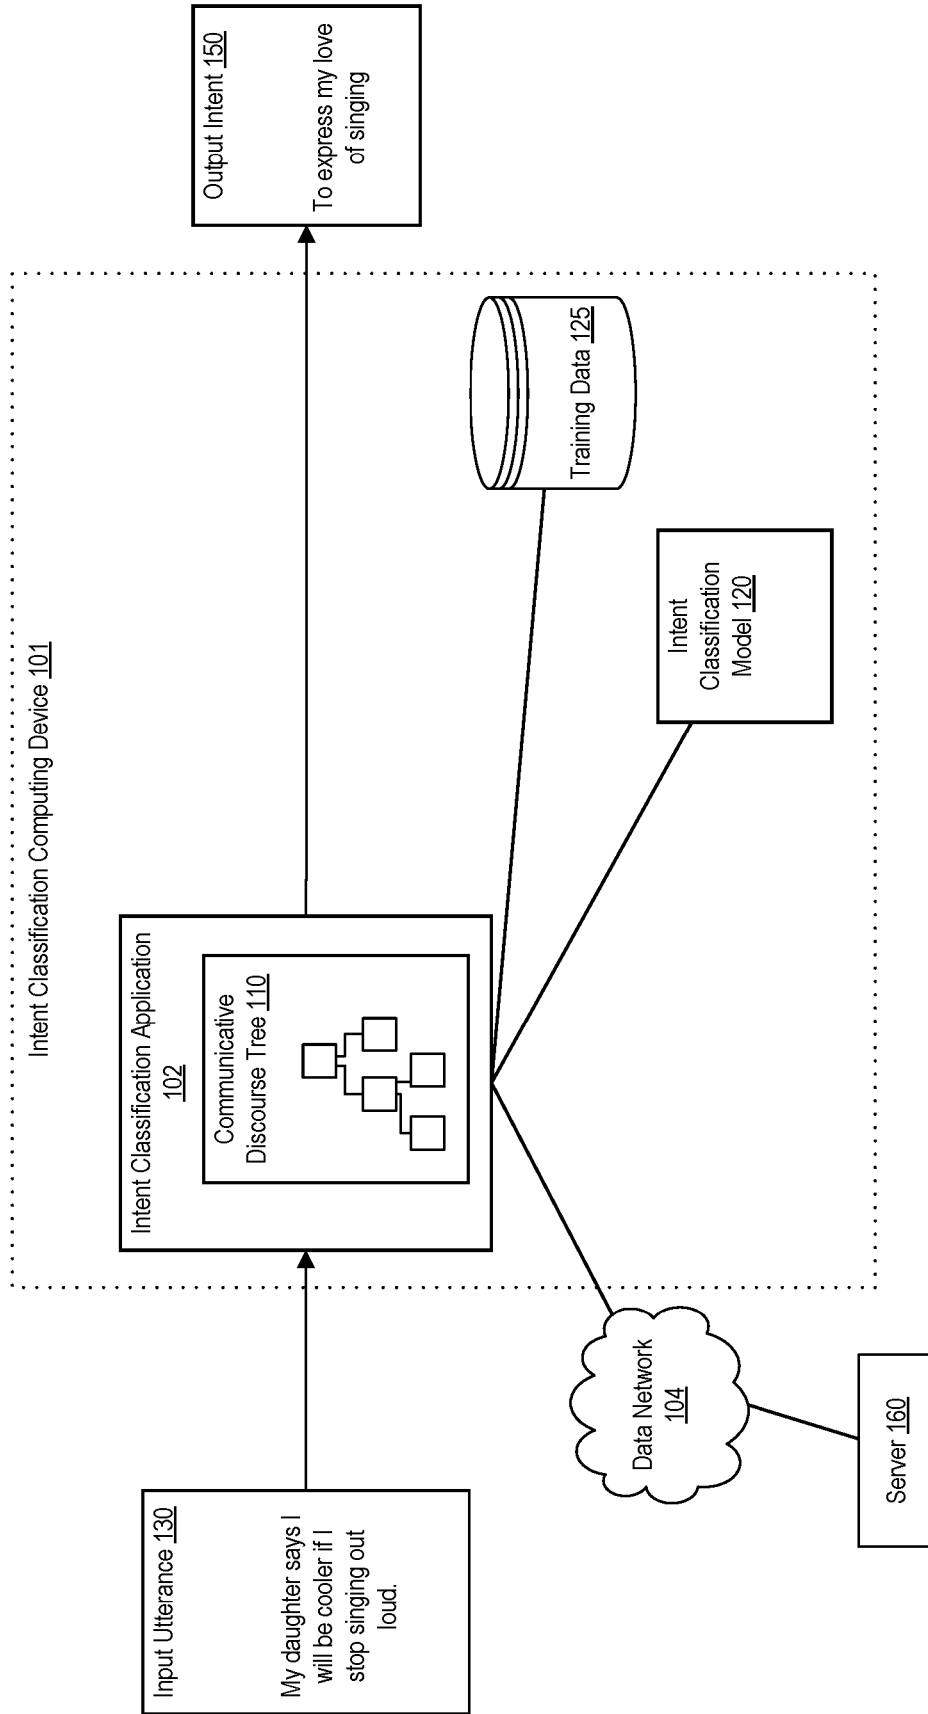 Intent Classification Computing Device 101
Input Utterance 130
My daughter says I
will be cooler if I
stop singing out
loud.
Intent Classification Application
102
Communicative
Discourse Tree 110
Output Intent 150
To express my love
of singing
Training Data 125
Intent
Classification
Model 120
Data Network
104
Server 160